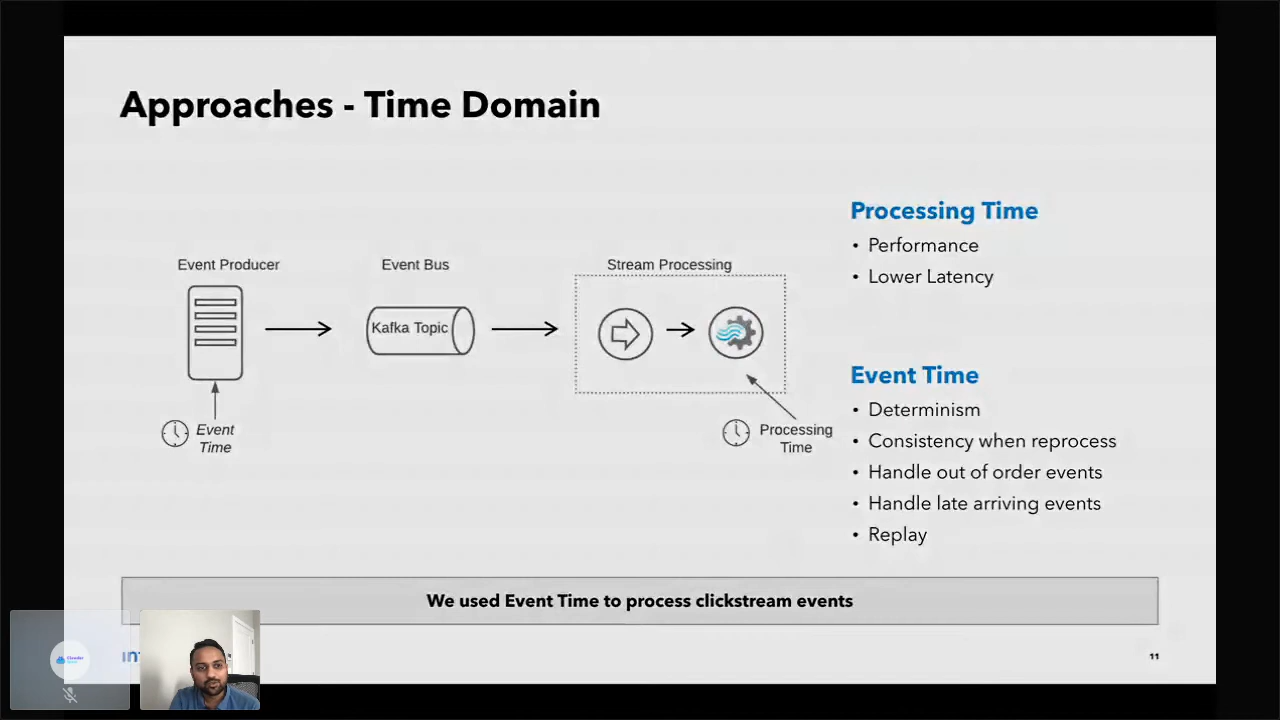 Approaches - Time Domain
Event Producer
Event Bus
Stream Processing
Kafka Topic
Event
Time
Processing
Time
Processing Time
• Performance
• Lower Latency
Event Time
• Determinism
• Consistency when reprocess
• Handle out of order events
• Handle late arriving events
• Replay
We used Event Time to process clickstream events
11